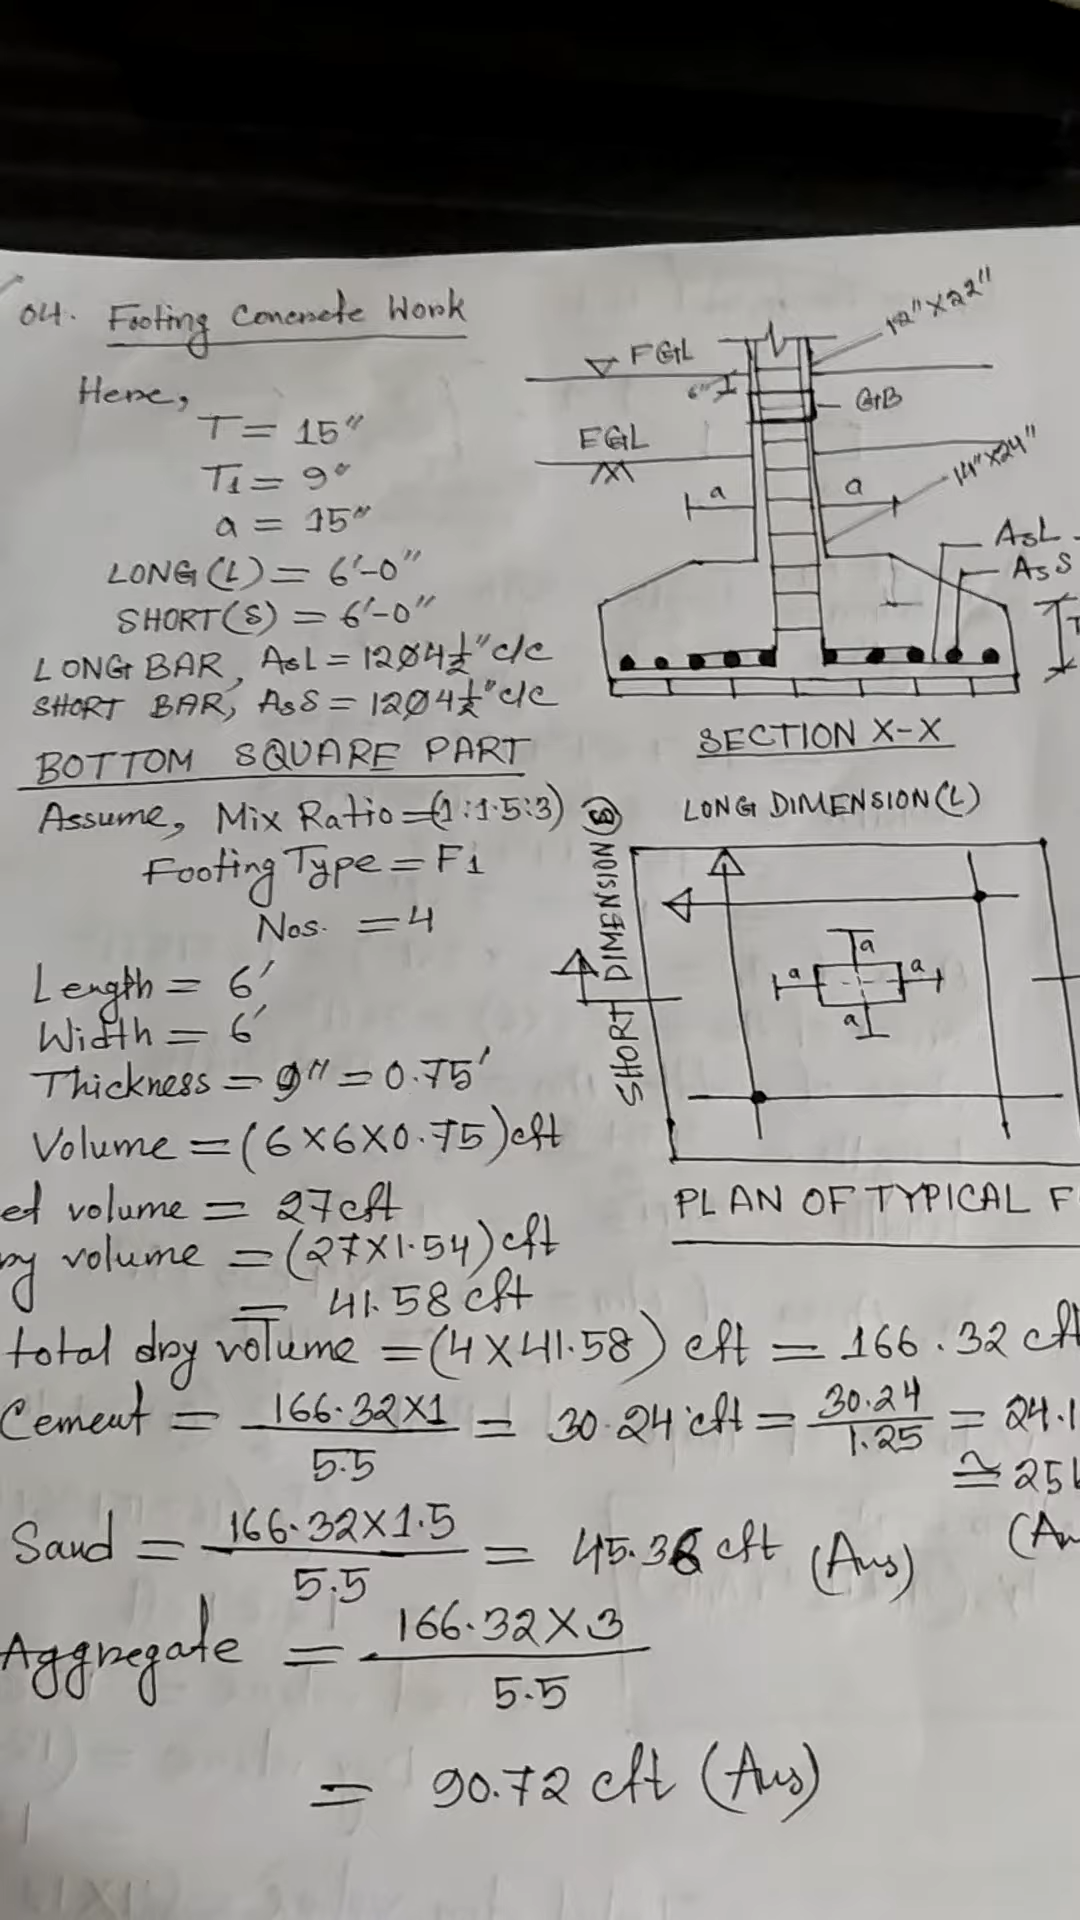 04. Footing Concrete Work
Here,
T = 15"
T1 = 9"
a = 15"
LONG (L) = 6'-0"
SHORT (S) = 6'-0"
LONG BAR, AsL = 12Ø4½" c/c
SHORT BAR, AsS = 12Ø4½" c/c
BOTTOM SQUARE PART
Assume, Mix Ratio = (1:1.5:3)
Footing Type = F1
Nos. = 4
Length = 6'
Width = 6'
Thickness = 9" = 0.75'
Volume = (6×6×0.75) cft
et volume = 27 cft
ry volume = (27×1.54) cft
= 41.58 cft
total dry volume = (4×41.58) cft = 166.32 cft
Cement = 166.32×1 / 5.5 = 30.24 cft = 30.24 / 1.25 = 24.1
≅ 25
Sand = 166.32×1.5 / 5.5 = 45.36 cft (Ans)
(An
Aggregate = 166.32×3 / 5.5
= 90.72 cft (Ans)
12"×22"
FGL
6"
GB
EGL
14"×24"
a
a
AsL
AsS
T
SECTION X-X
LONG DIMENSION (L)
SHORT DIMENSION (S)
a
a
a
a
PLAN OF TYPICAL F